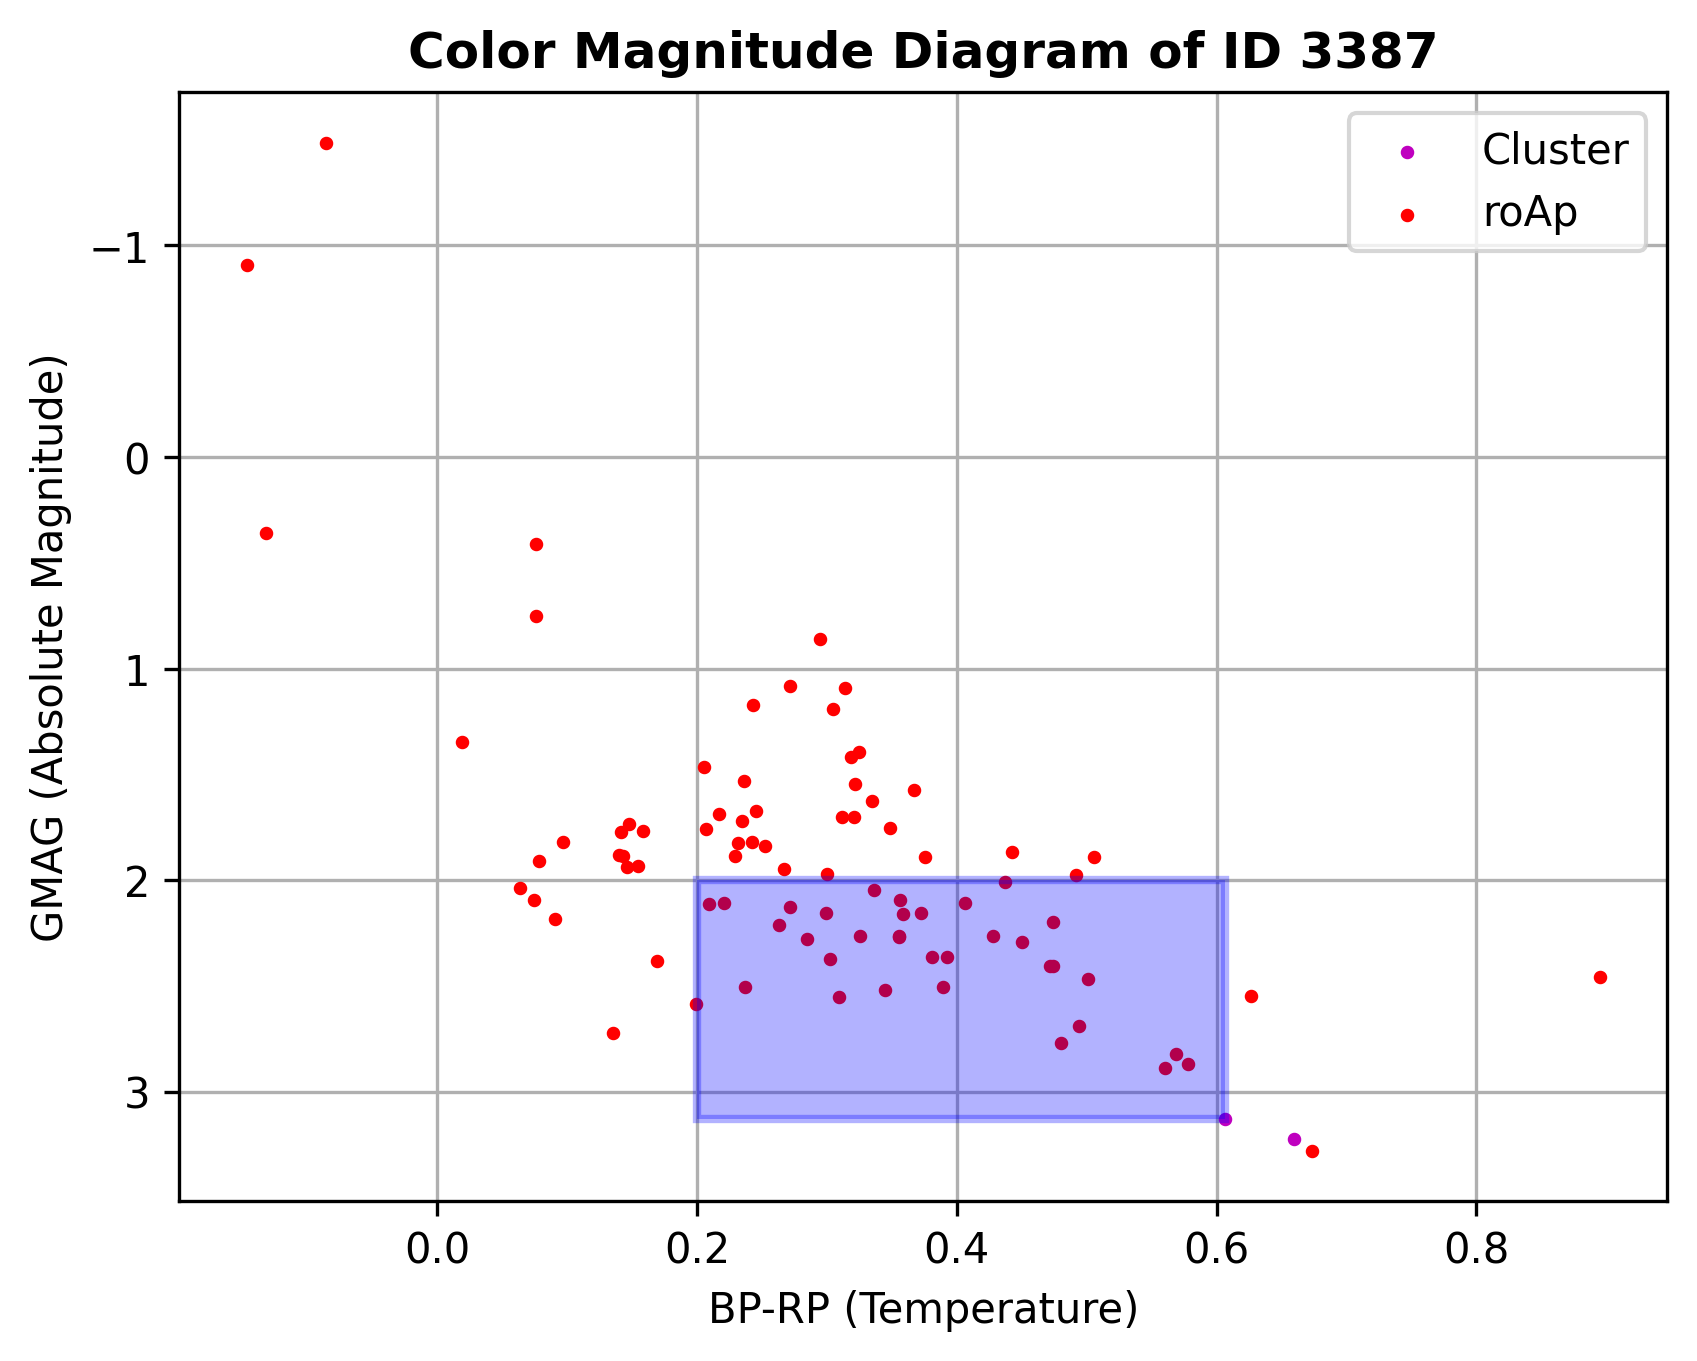 Color Magnitude Diagram of ID 3387
Cluster
roAp
−1
0
1
2
3
GMAG (Absolute Magnitude)
0.0 0.2 0.4 0.6 0.8
BP-RP (Temperature)